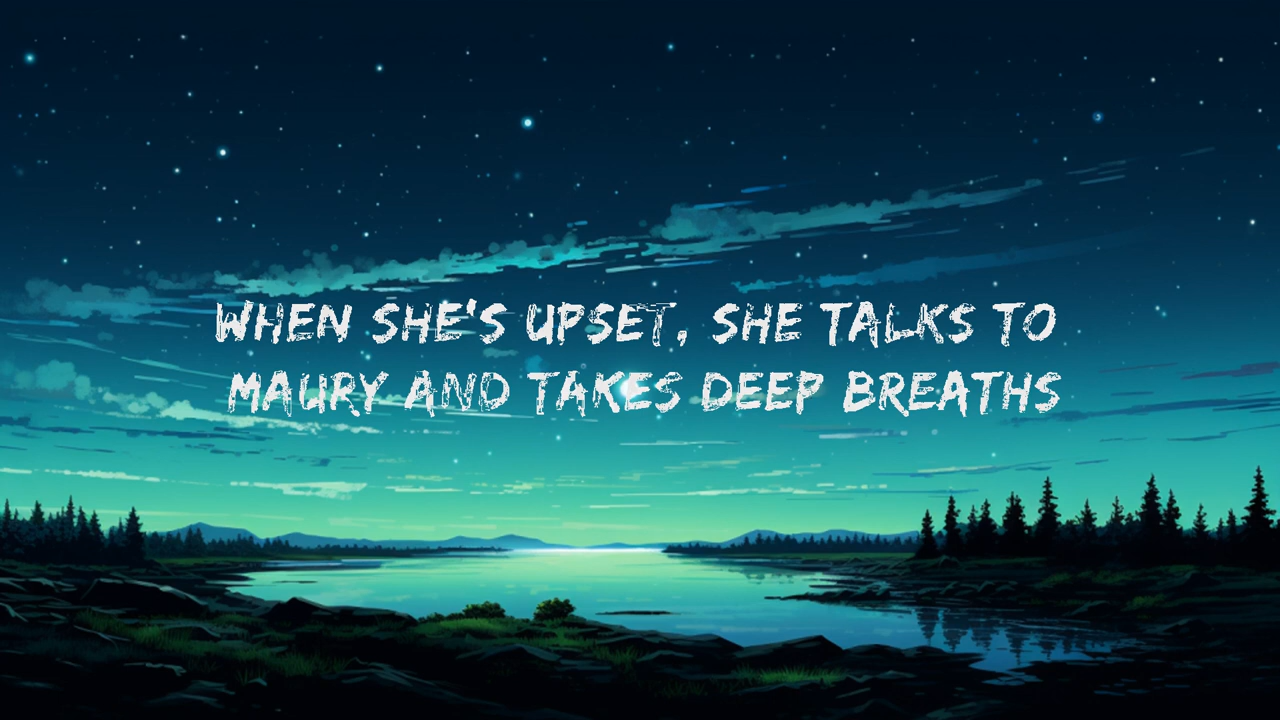 WHEN SHE'S UPSET, SHE TALKS TO
MAURY AND TAKES DEEP BREATHS